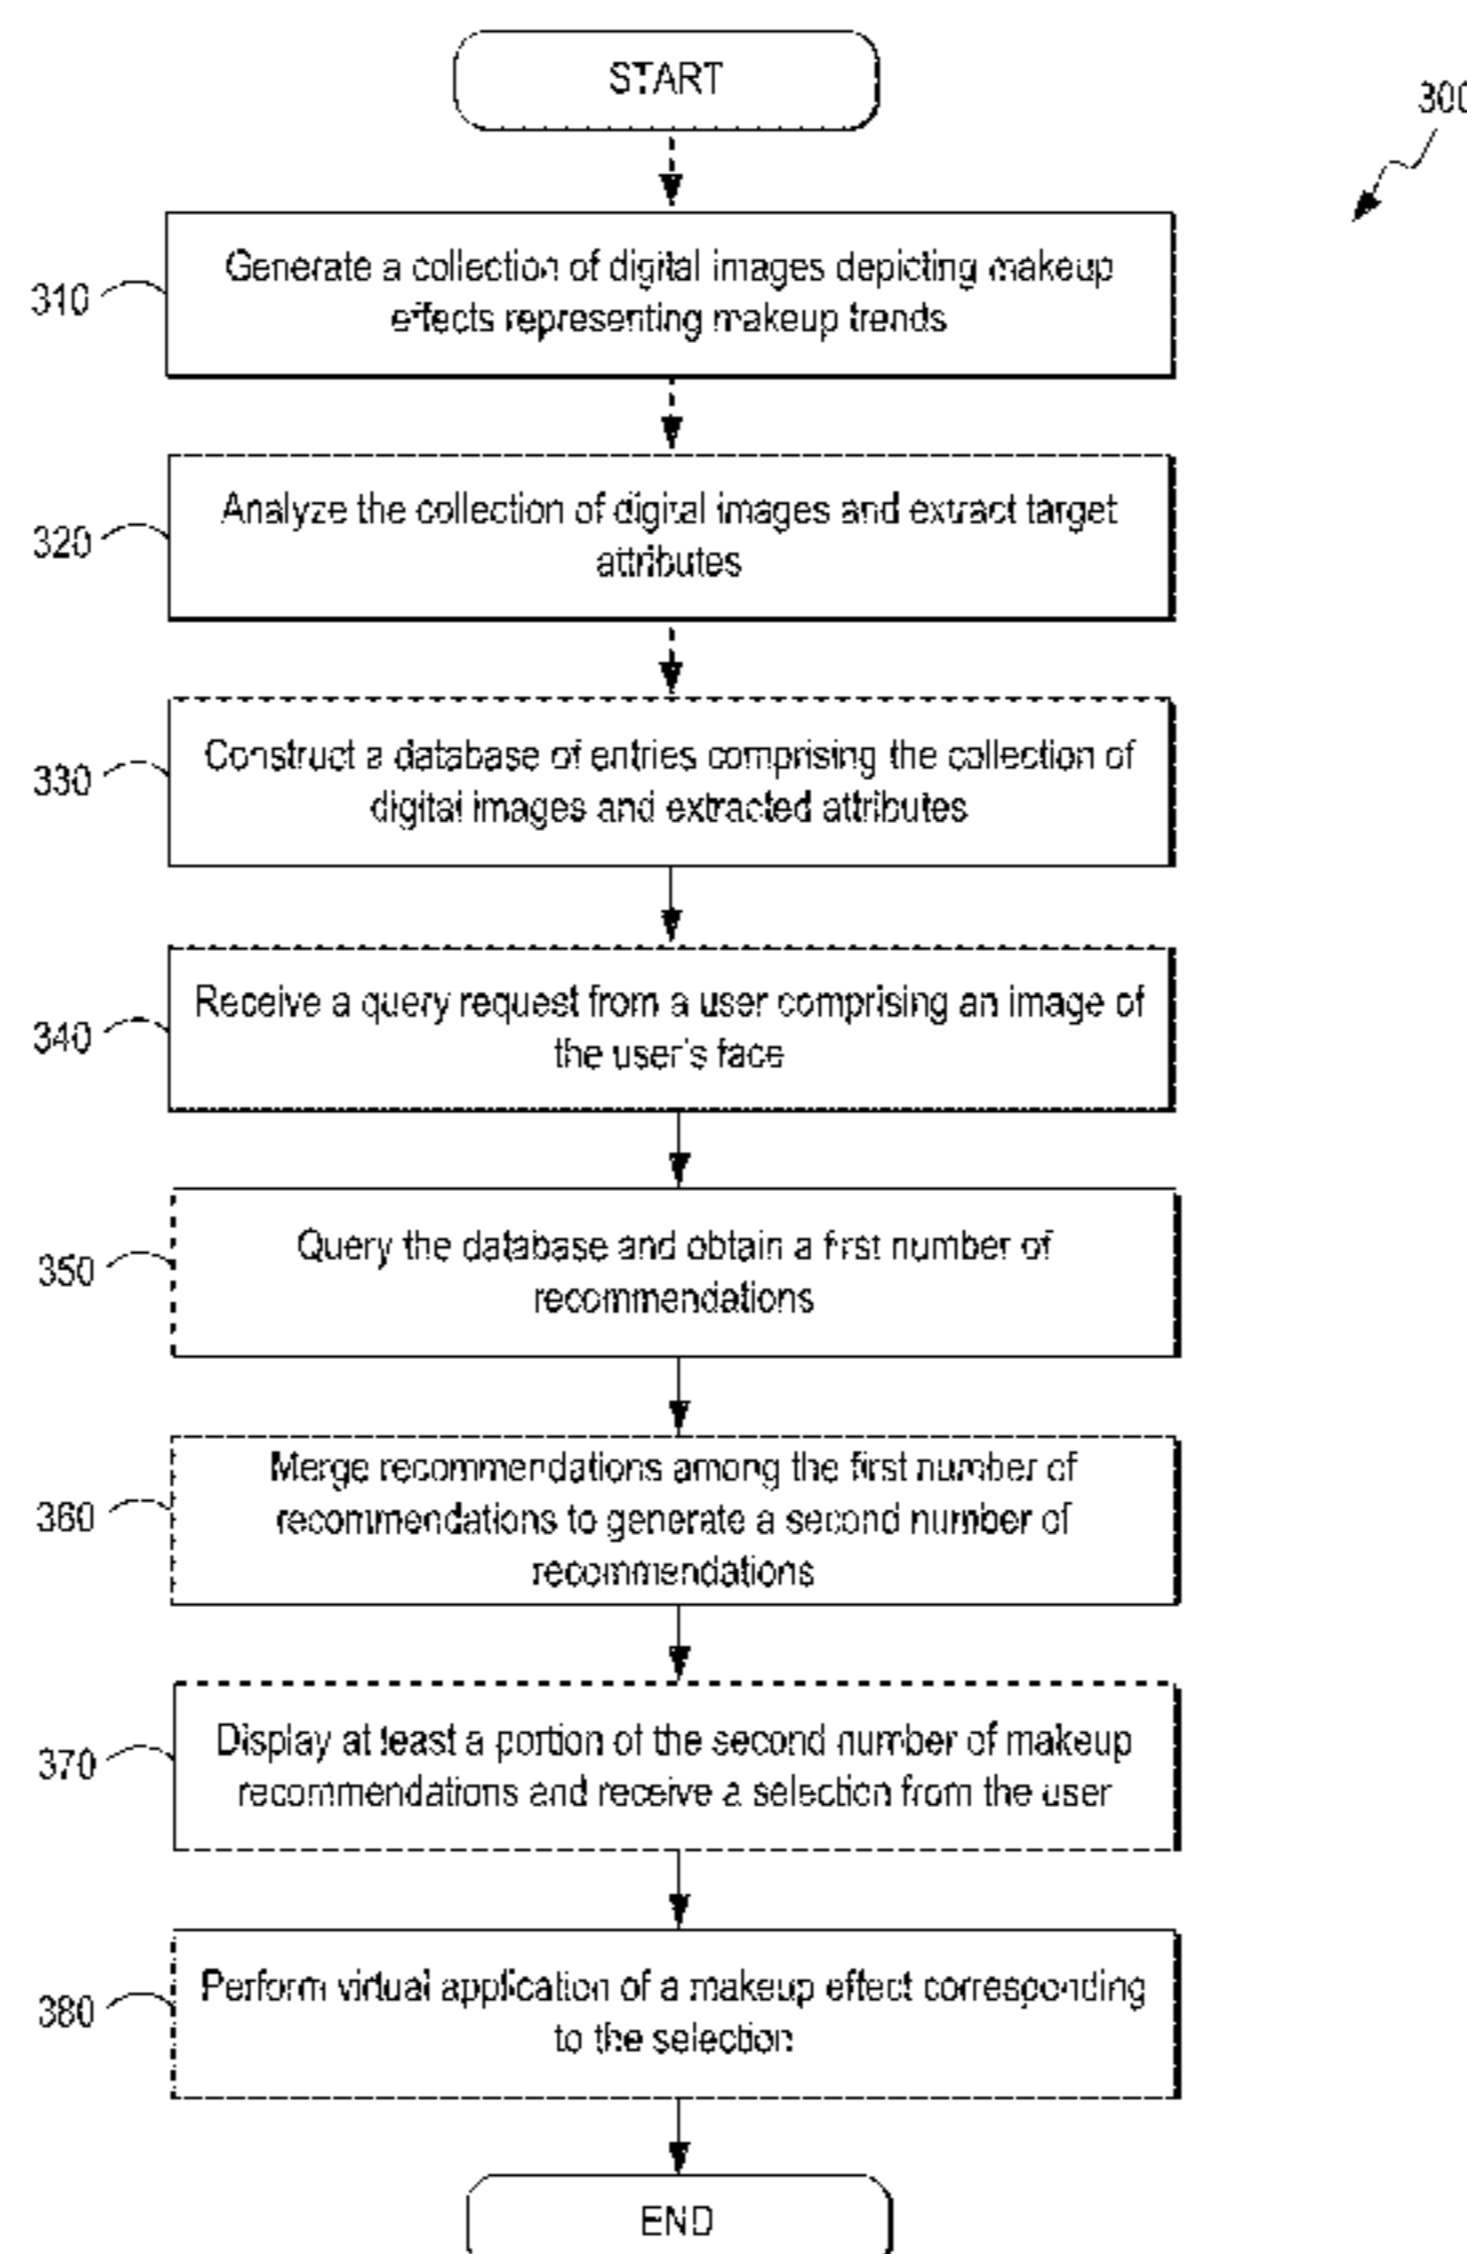 START
300
Generate a collection of digital images depicting makeup
effects representing makeup trends
310
Analyze the collection of digital images and extract target
attributes
320
Construct a database of entries comprising the collection of
digital images and extracted attributes
330
Receive a query request from a user comprising an image of
the user's face
340
Query the database and obtain a first number of
recommendations
350
Merge recommendations among the first number of
recommendations to generate a second number of
recommendations
360
Display at least a portion of the second number of makeup
recommendations and receive a selection from the user
370
Perform virtual application of a makeup effect corresponding
to the selection
380
END